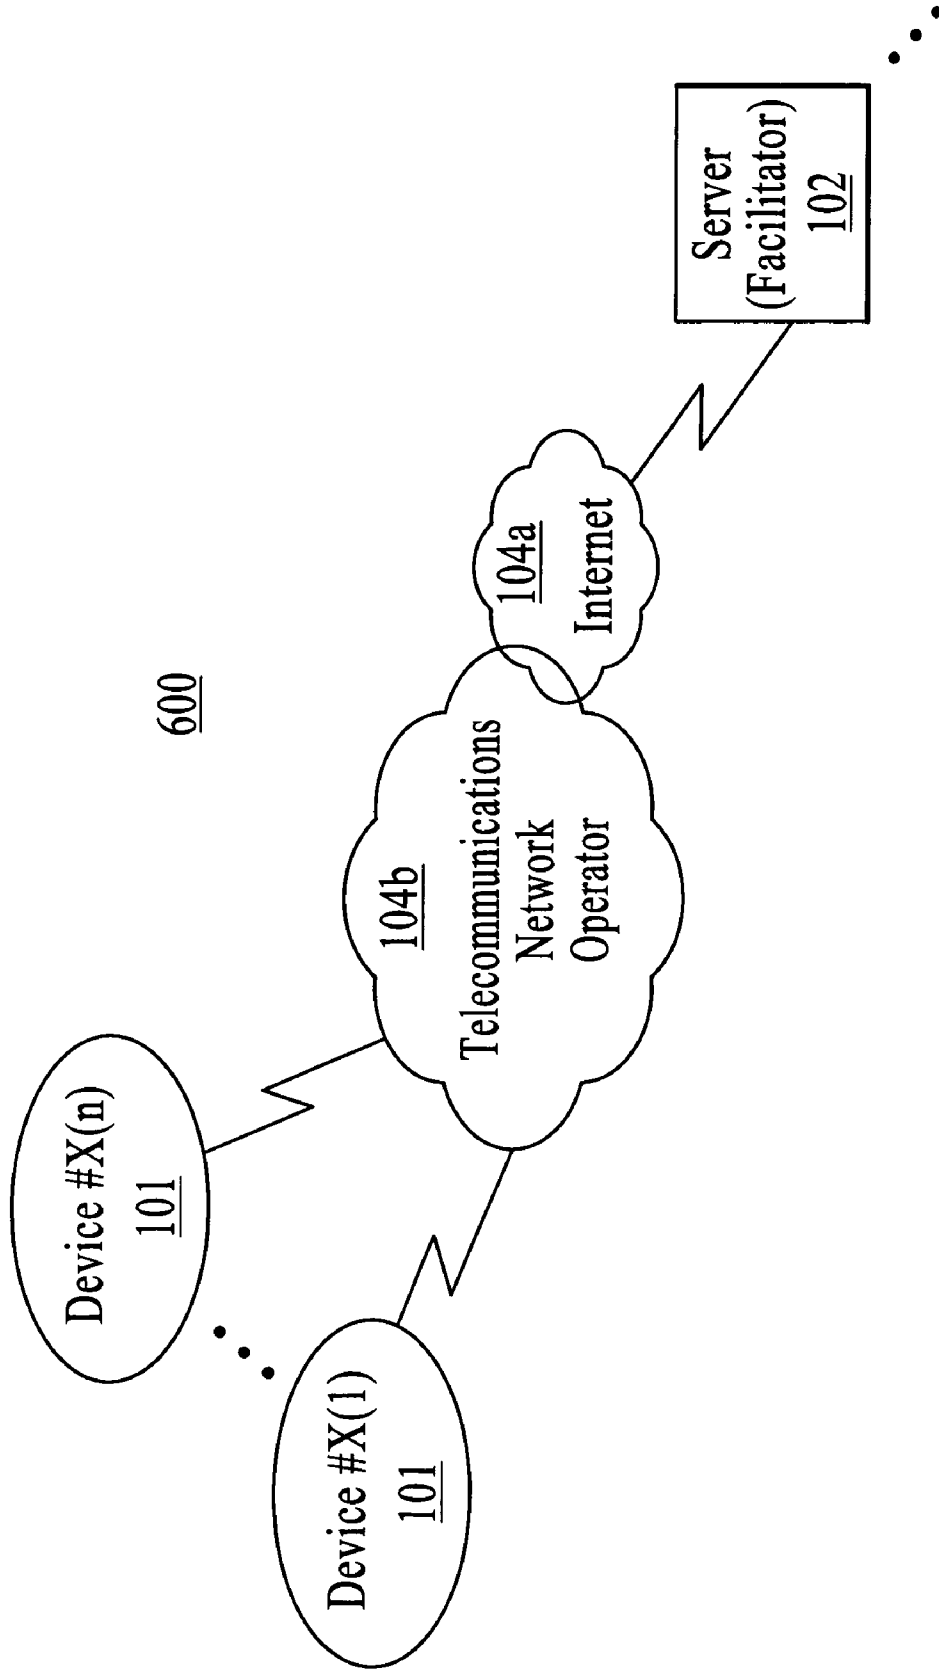 600
Device #X(n)
101
Device #X(1)
101
104b
Telecommunications
Network
Operator
104a
Internet
Server
(Facilitator)
102